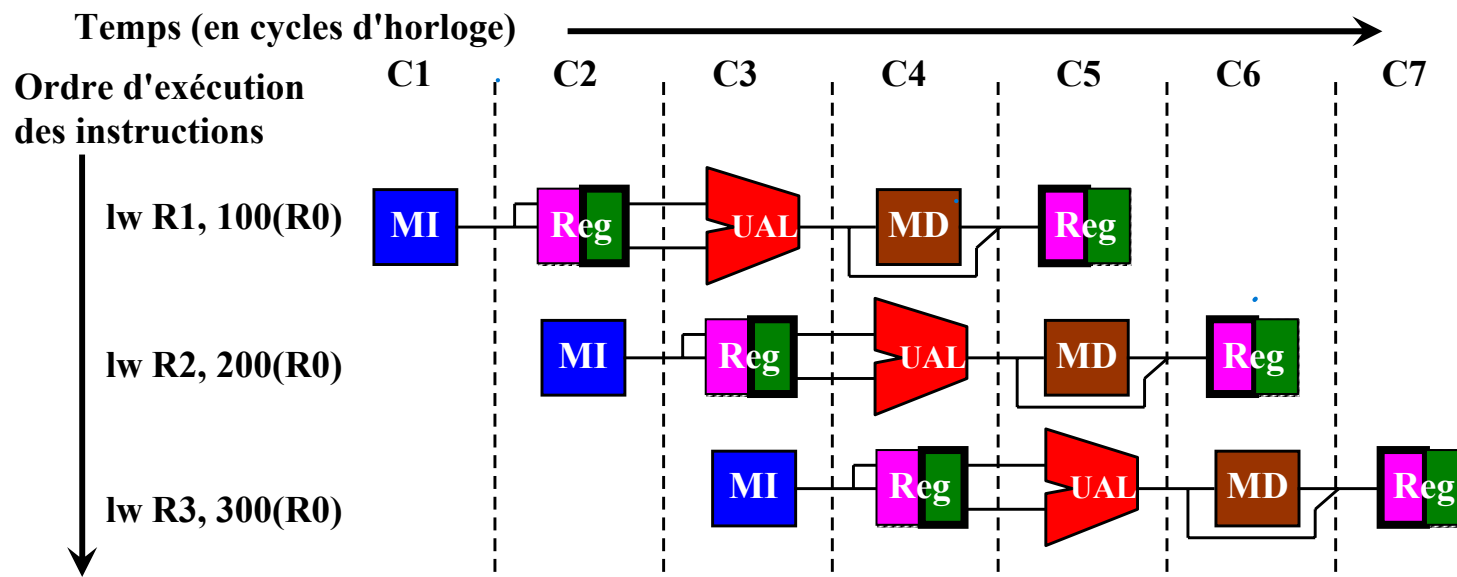 Temps (en cycles d'horloge)
C1 C2 C3 C4 C5 C6 C7
Ordre d'exécution
des instructions
lw R1, 100(R0) MI Reg UAL MD Reg
lw R2, 200(R0) MI Reg UAL MD Reg
lw R3, 300(R0) MI Reg UAL MD Reg